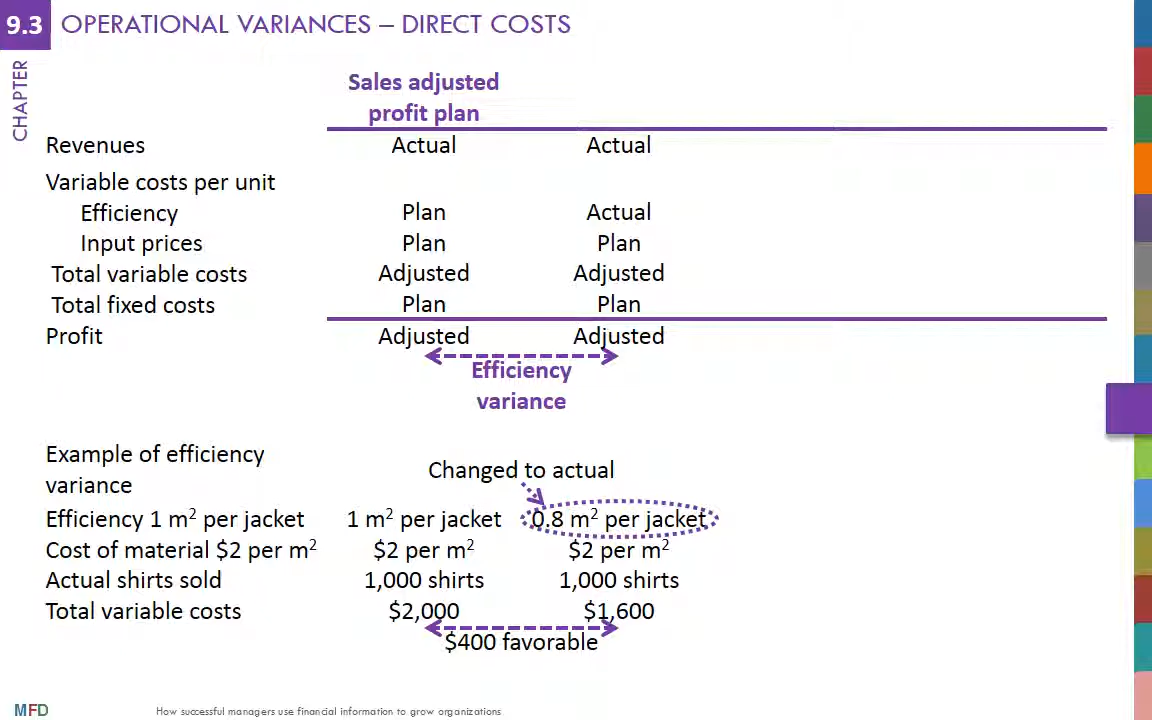 9.3 OPERATIONAL VARIANCES – DIRECT COSTS
CHAPTER
Sales adjusted
profit plan
Revenues Actual Actual
Variable costs per unit
Efficiency Plan Actual
Input prices Plan Plan
Total variable costs Adjusted Adjusted
Total fixed costs Plan Plan
Profit Adjusted Adjusted
Efficiency
variance
Example of efficiency
variance
Changed to actual
Efficiency 1 m² per jacket 1 m² per jacket 0.8 m² per jacket
Cost of material $2 per m² $2 per m² $2 per m²
Actual shirts sold 1,000 shirts 1,000 shirts
Total variable costs $2,000 $1,600
$400 favorable
MFD How successful managers use financial information to grow organizations